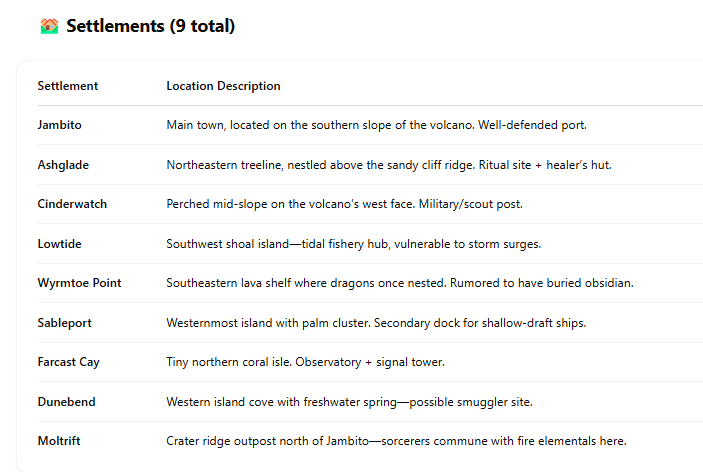 Settlements (9 total)
Settlement Location Description
Jambito Main town, located on the southern slope of the volcano. Well-defended port.
Ashglade Northeastern treeline, nestled above the sandy cliff ridge. Ritual site + healer’s hut.
Cinderwatch Perched mid-slope on the volcano’s west face. Military/scout post.
Lowtide Southwest shoal island—tidal fishery hub, vulnerable to storm surges.
Wyrmtoe Point Southeastern lava shelf where dragons once nested. Rumored to have buried obsidian.
Sableport Westernmost island with palm cluster. Secondary dock for shallow-draft ships.
Farcast Cay Tiny northern coral isle. Observatory + signal tower.
Dunebend Western island cove with freshwater spring—possible smuggler site.
Moltrift Crater ridge outpost north of Jambito—sorcerers commune with fire elementals here.